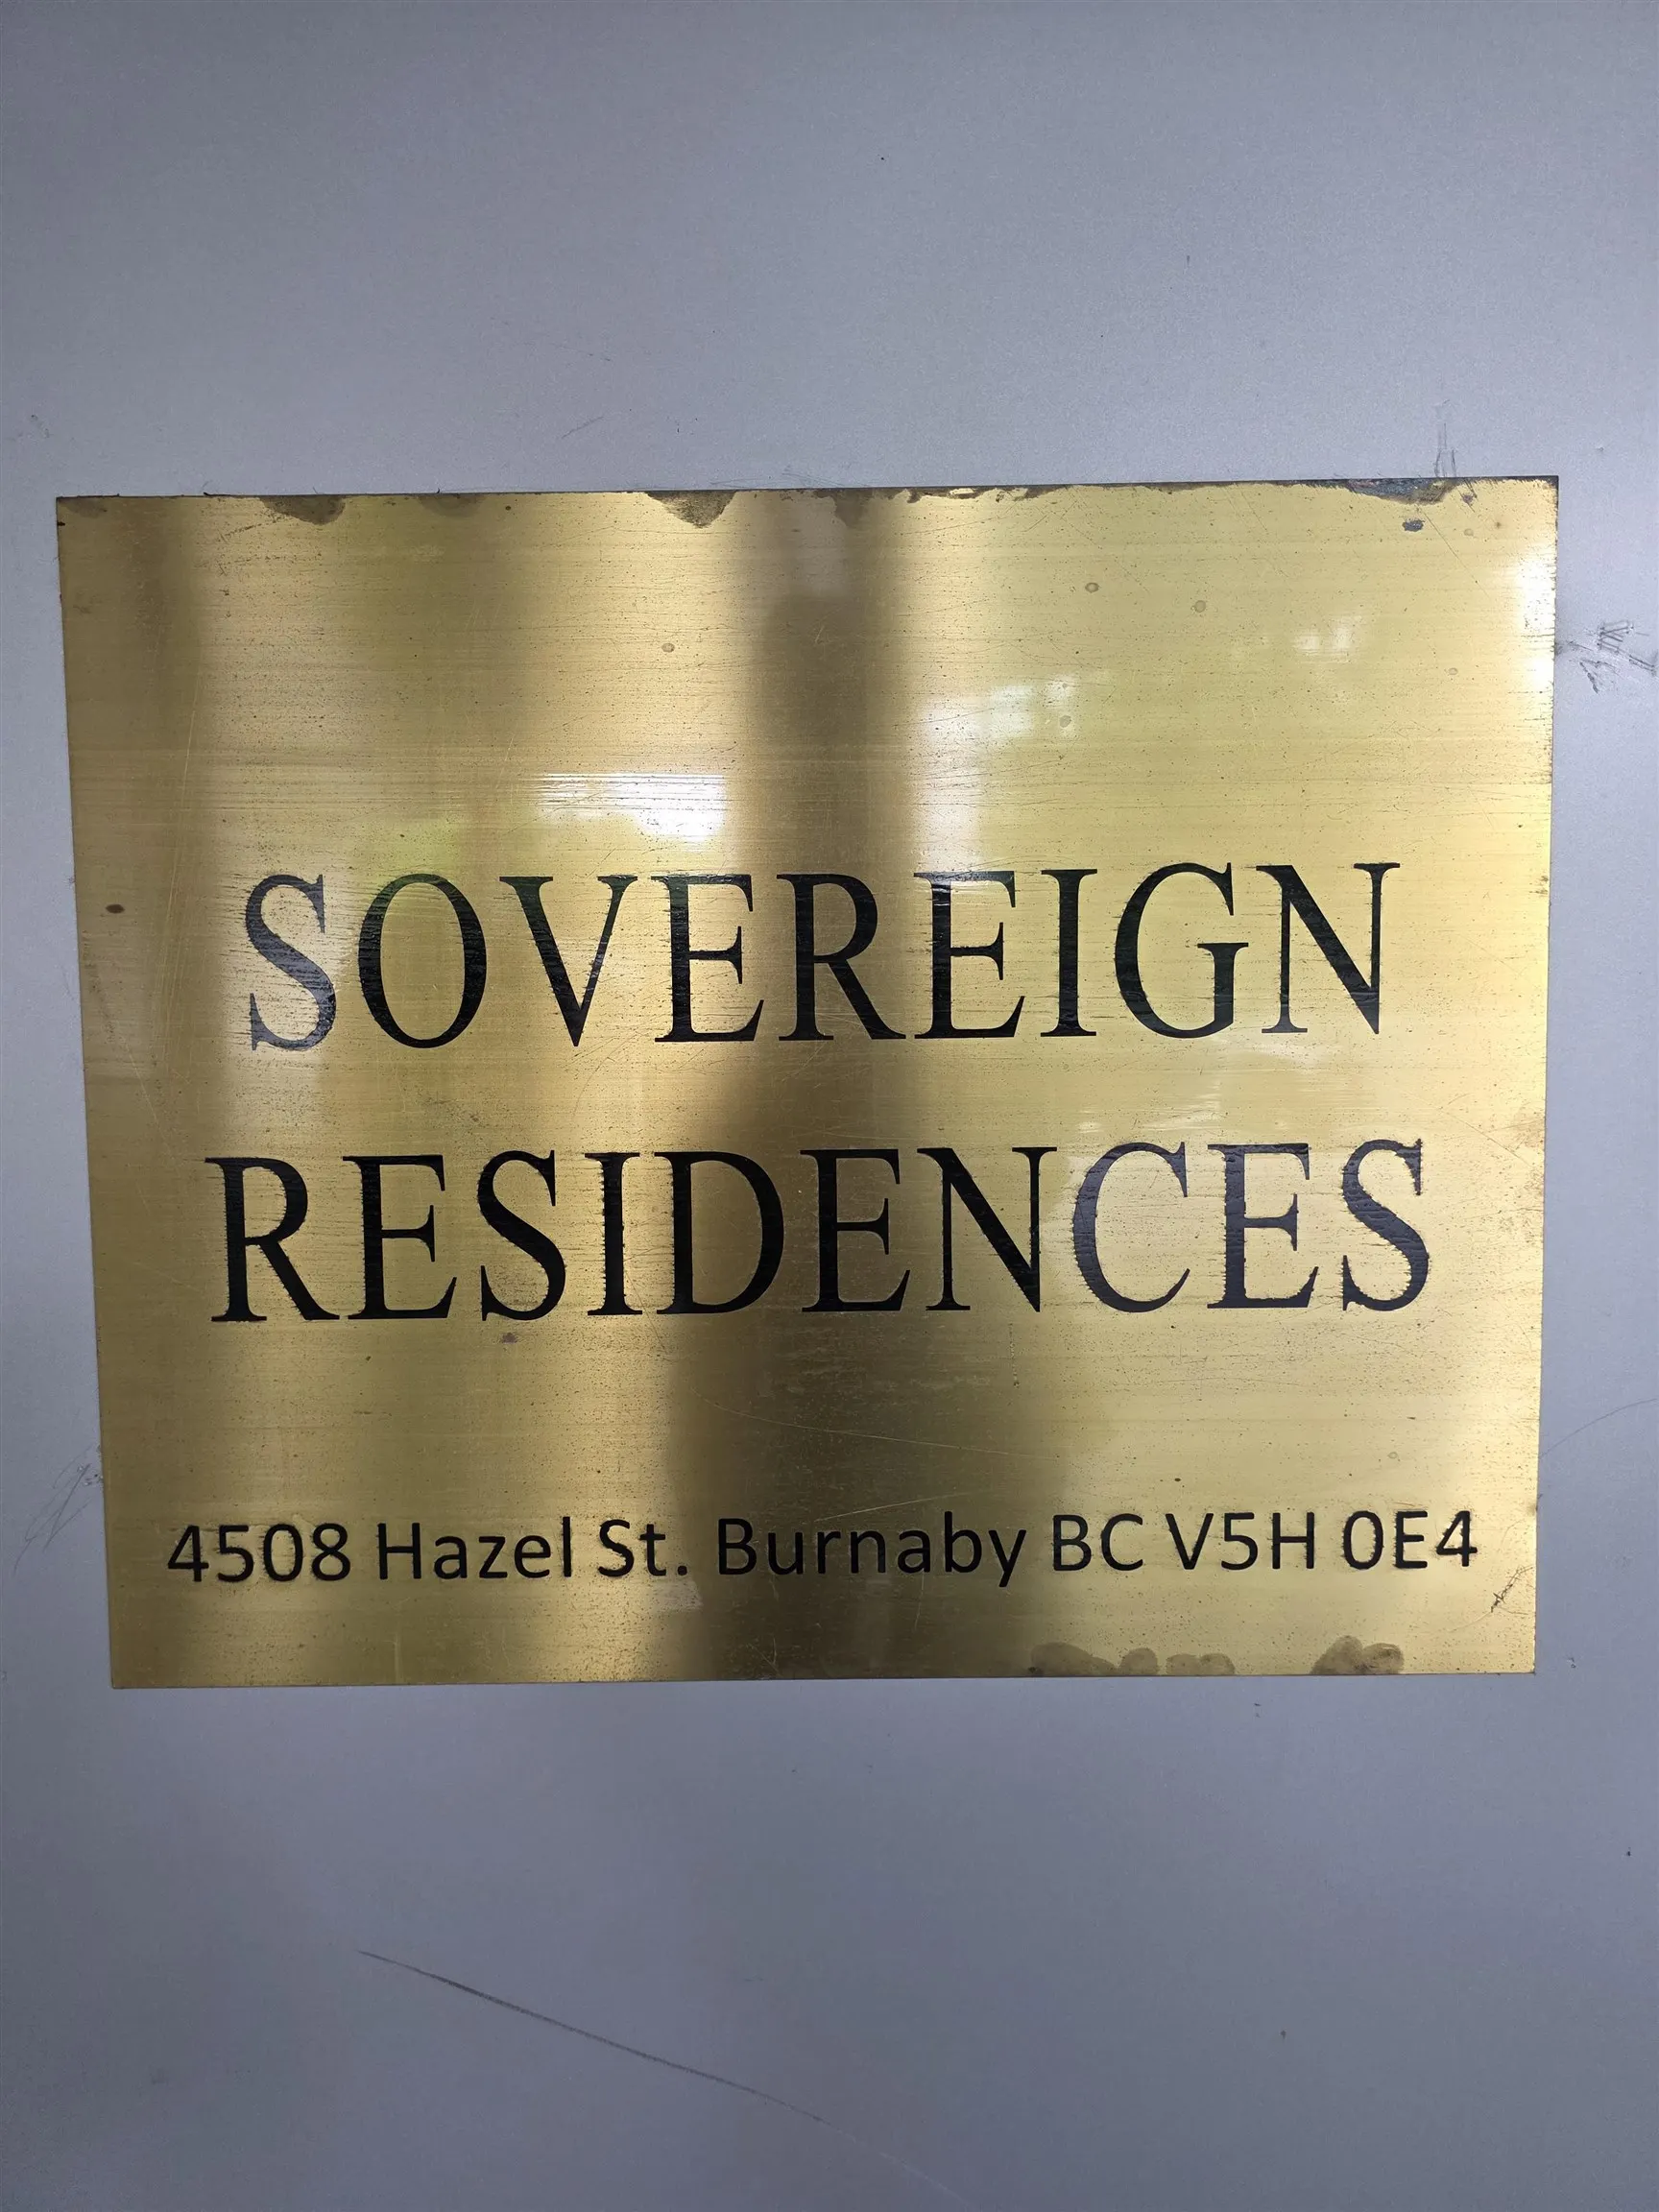 SOVEREIGN
RESIDENCES
4508 Hazel St. Burnaby BC V5H 0E4